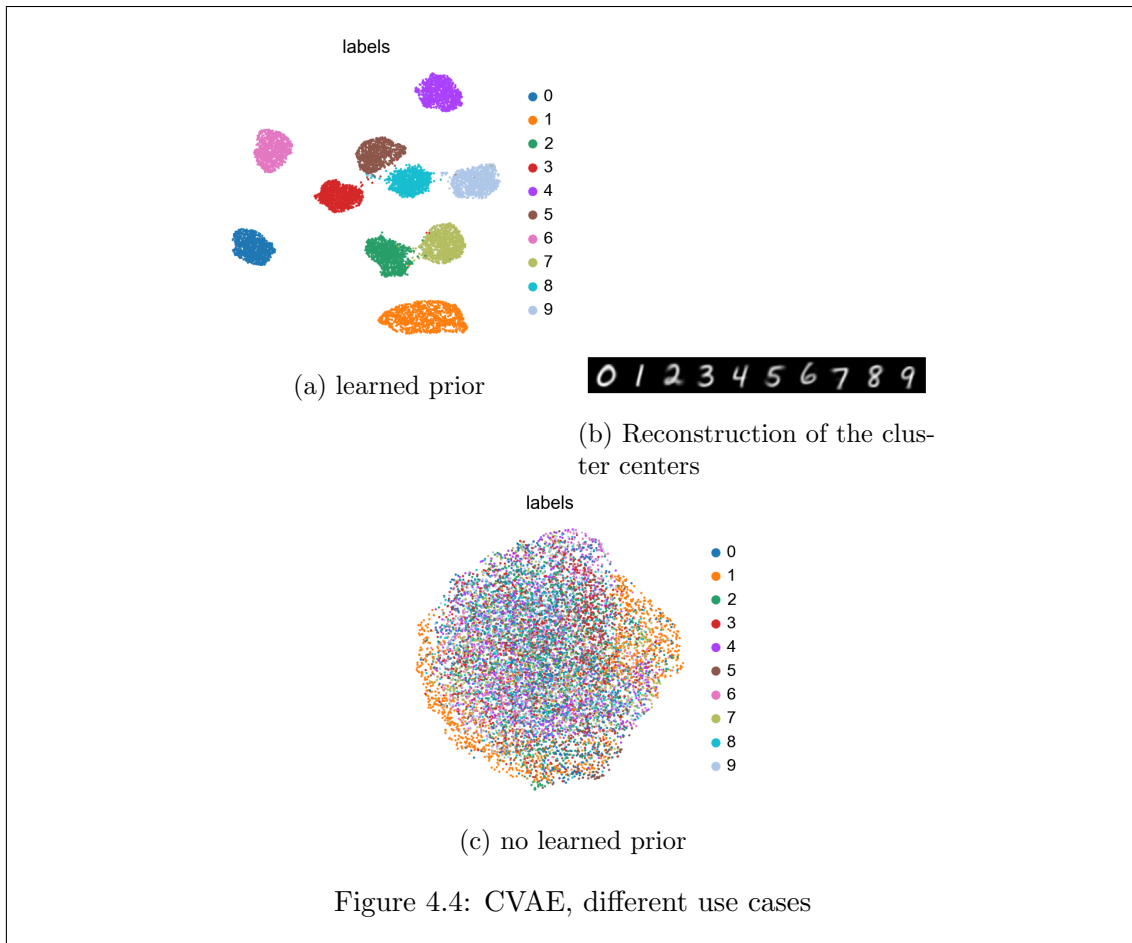 labels
0
1
2
3
4
5
6
7
8
9
(a) learned prior
0 1 2 3 4 5 6 7 8 9
(b) Reconstruction of the clus-
ter centers
labels
0
1
2
3
4
5
6
7
8
9
(c) no learned prior
Figure 4.4: CVAE, different use cases